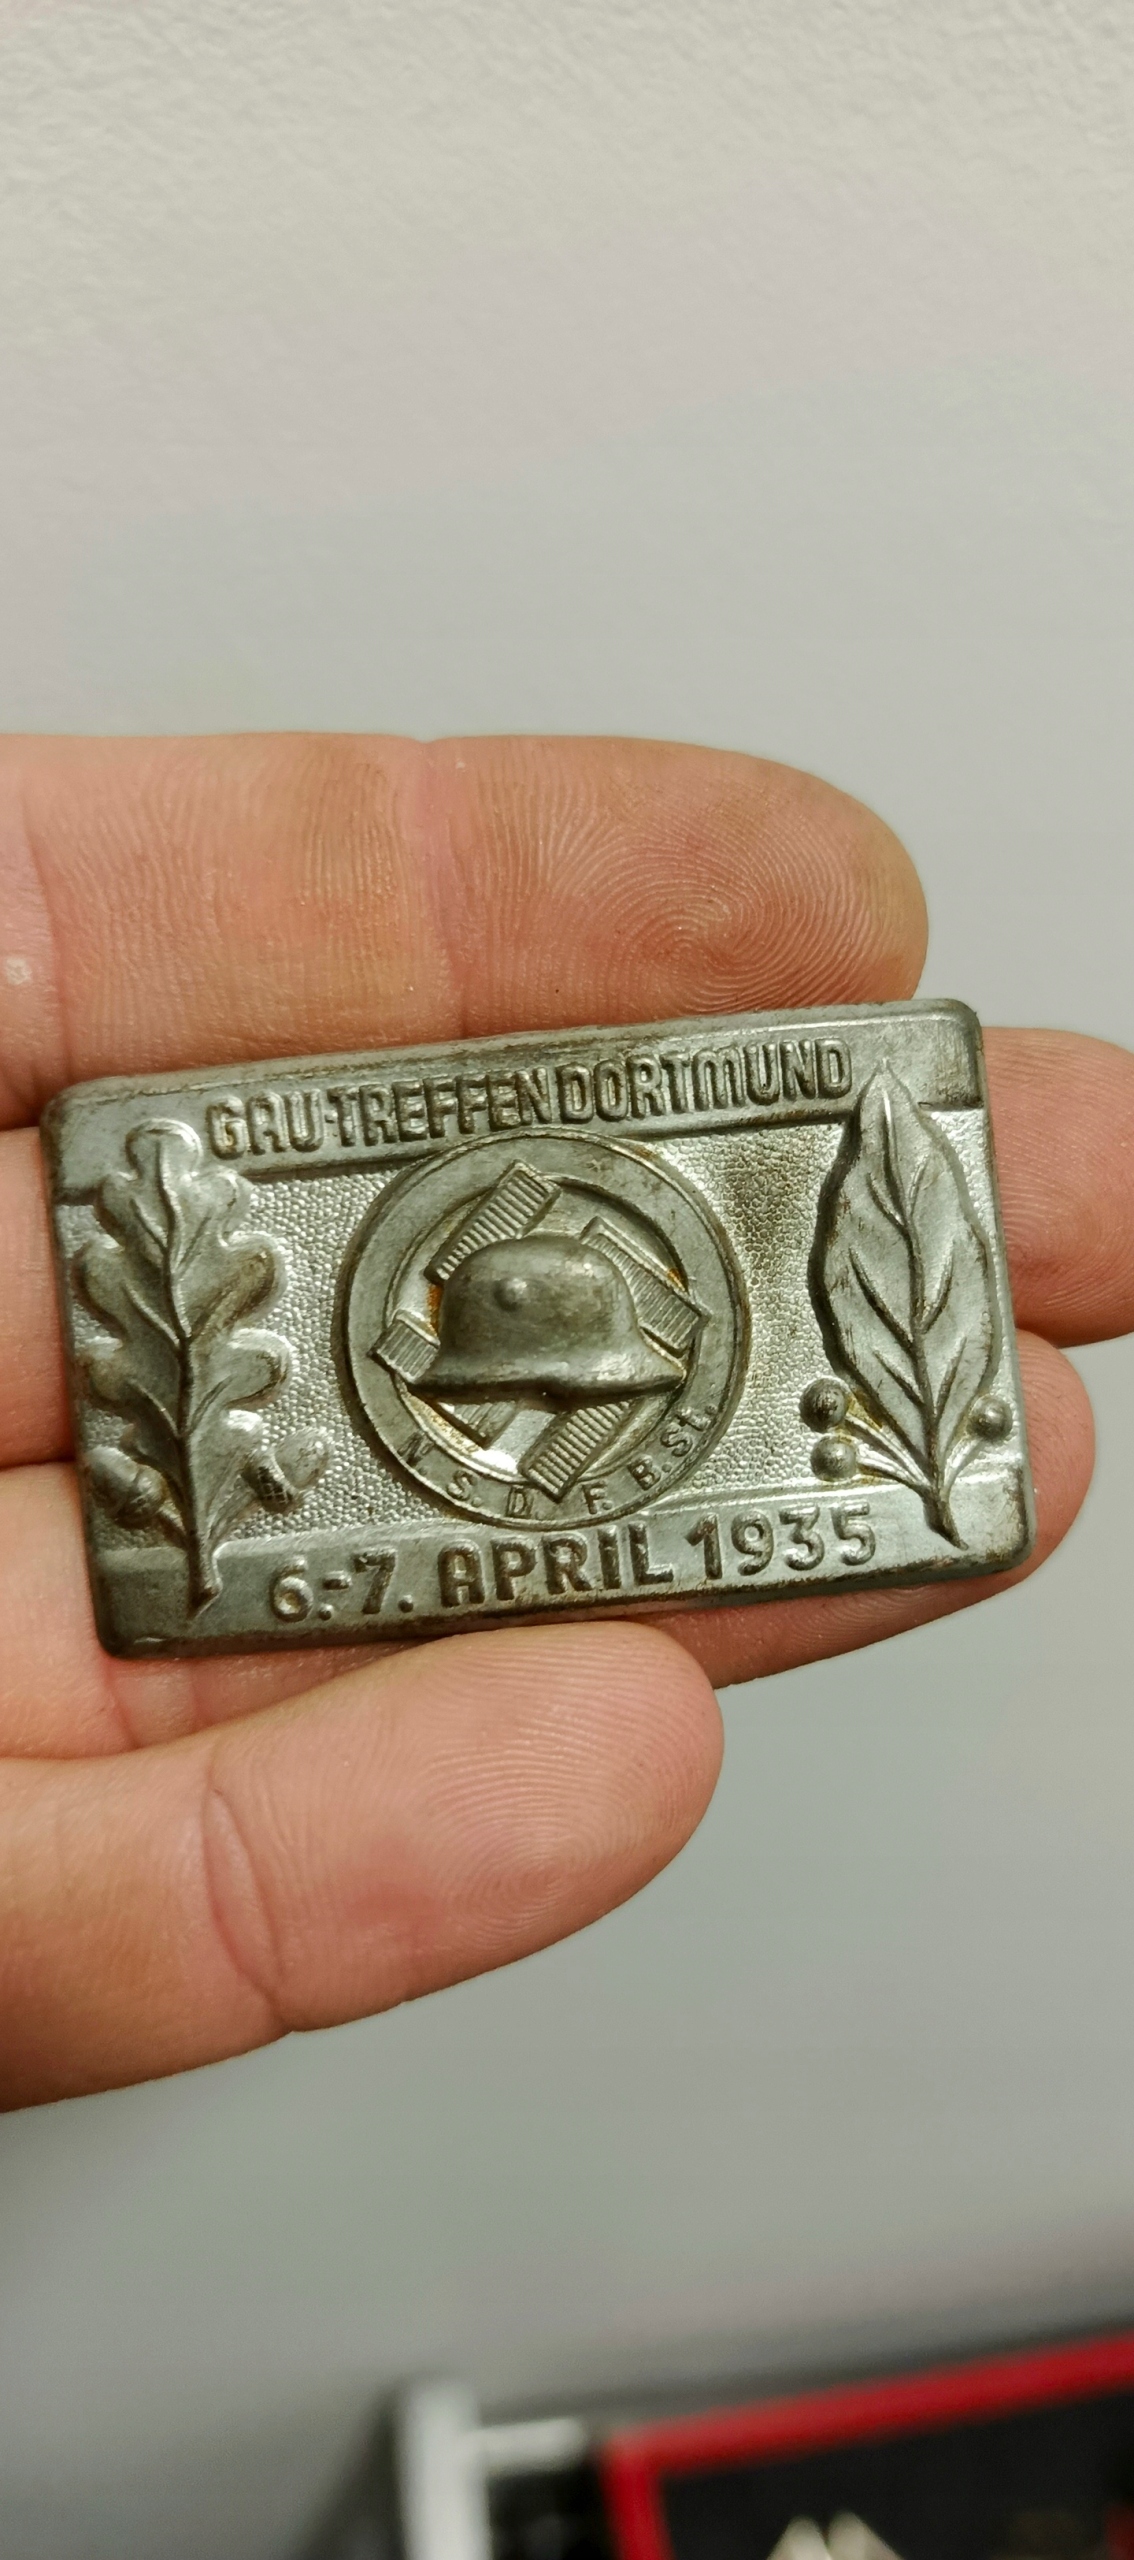 GAU-TREFFEN DORTMUND
N.S.D.F.B.St.
6.-7. APRIL 1935